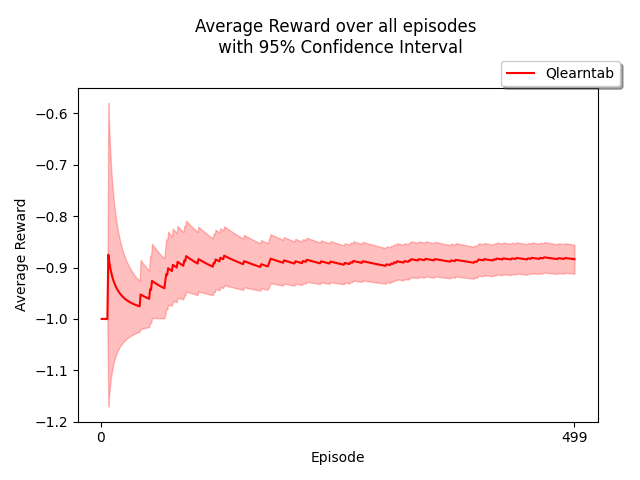 Average Reward over all episodes
with 95% Confidence Interval
Qlearntab
−0.6
−0.7
−0.8
−0.9
−1.0
−1.1
−1.2
Average Reward
0
499
Episode